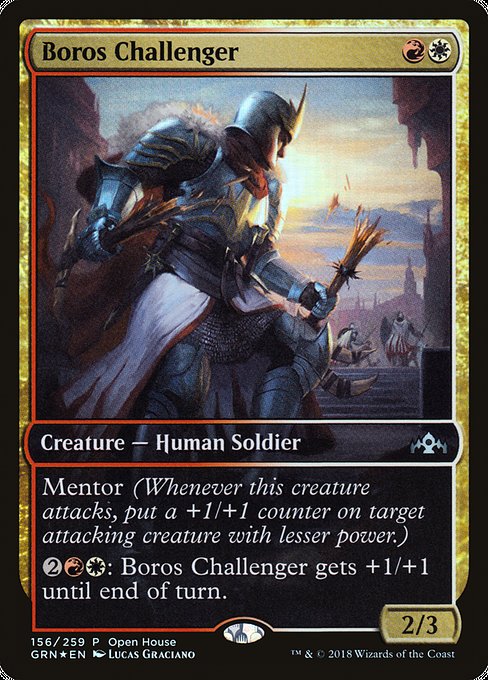 Boros Challenger
Creature — Human Soldier
Mentor (Whenever this creature
attacks, put a +1/+1 counter on target
attacking creature with lesser power.)
2: Boros Challenger gets +1/+1
until end of turn.
2/3
156/259 P Open House
GRN★EN Lucas Graciano
™ & © 2018 Wizards of the Coast